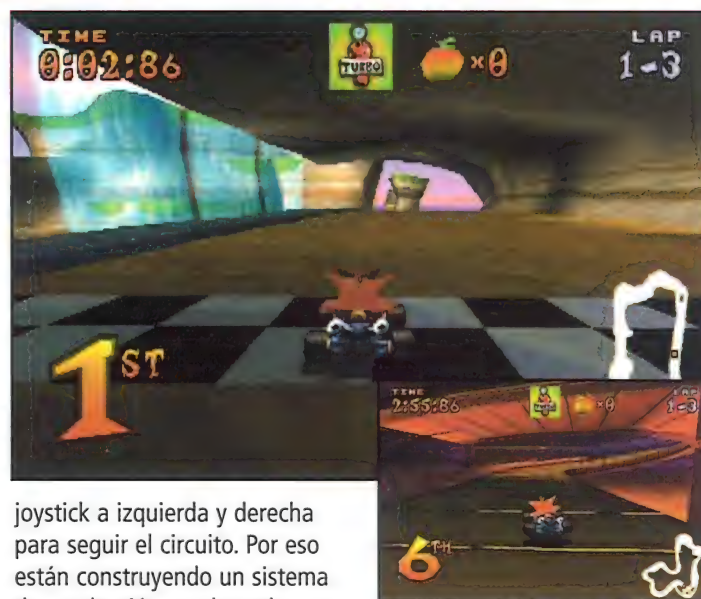 TIME
0:02:86
TURBO
×0
LAP
1-3
1ST
TIME
2:55:86
×0
LAP
1-3
6TH
joystick a izquierda y derecha
para seguir el circuito. Por eso
están construyendo un sistema